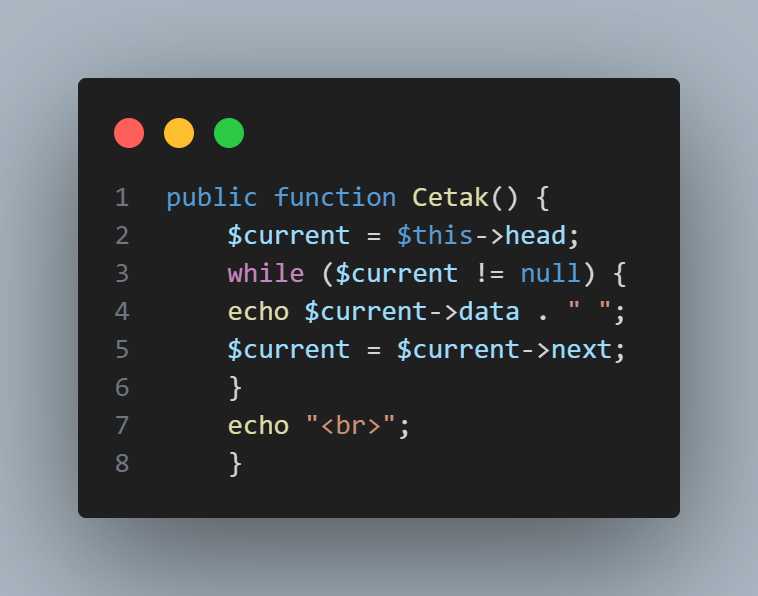 1 public function Cetak() {
2     $current = $this->head;
3     while ($current != null) {
4     echo $current->data . " ";
5     $current = $current->next;
6     }
7     echo "<br>";
8     }